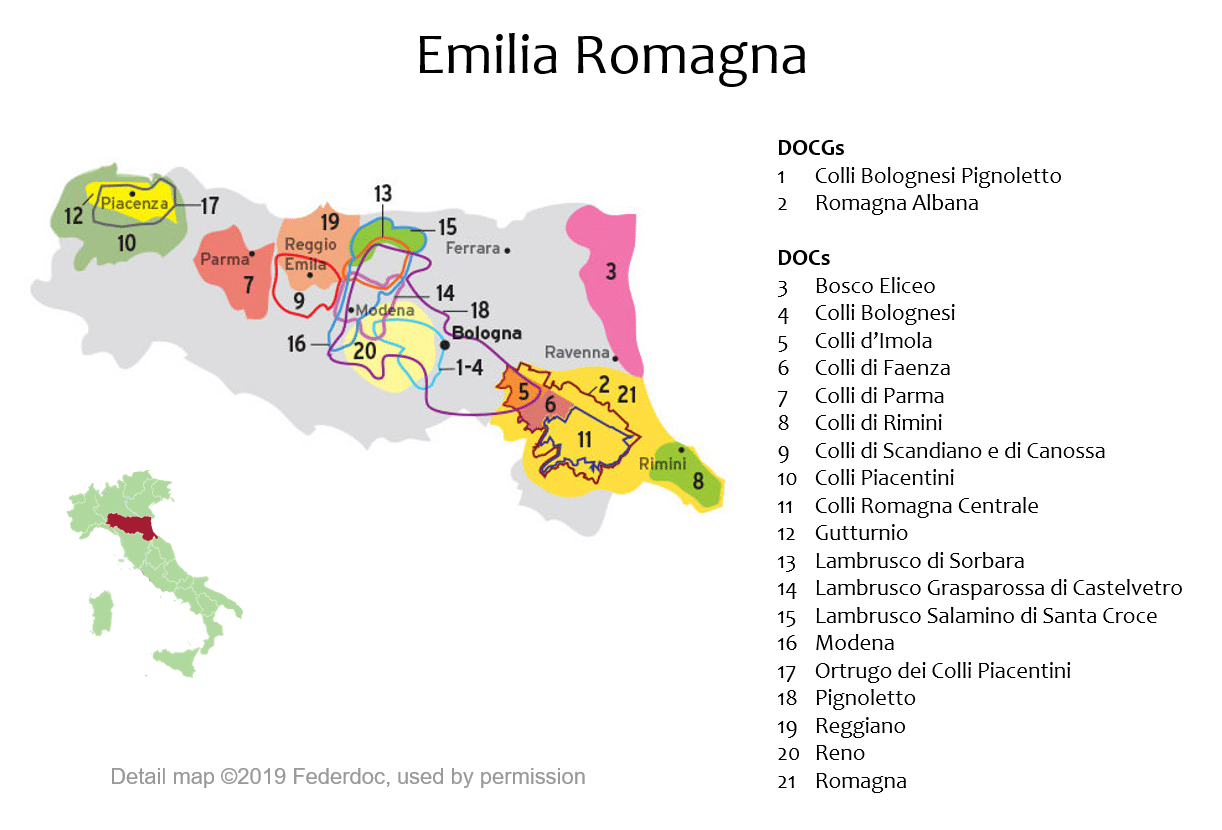 Emilia Romagna
DOCGs
1 Colli Bolognesi Pignoletto
2 Romagna Albana
DOCs
3 Bosco Eliceo
4 Colli Bolognesi
5 Colli d’Imola
6 Colli di Faenza
7 Colli di Parma
8 Colli di Rimini
9 Colli di Scandiano e di Canossa
10 Colli Piacentini
11 Colli Romagna Centrale
12 Gutturnio
13 Lambrusco di Sorbara
14 Lambrusco Grasparossa di Castelvetro
15 Lambrusco Salamino di Santa Croce
16 Modena
17 Ortrugo dei Colli Piacentini
18 Pignoletto
19 Reggiano
20 Reno
21 Romagna
Piacenza
12
17
10
13
19
15
Reggio
Emila
Ferrara
Parma
7
9
3
14
Modena
18
Bologna
16
20
1-4
Ravenna
5
2
21
6
11
Rimini
8
Detail map ©2019 Federdoc, used by permission